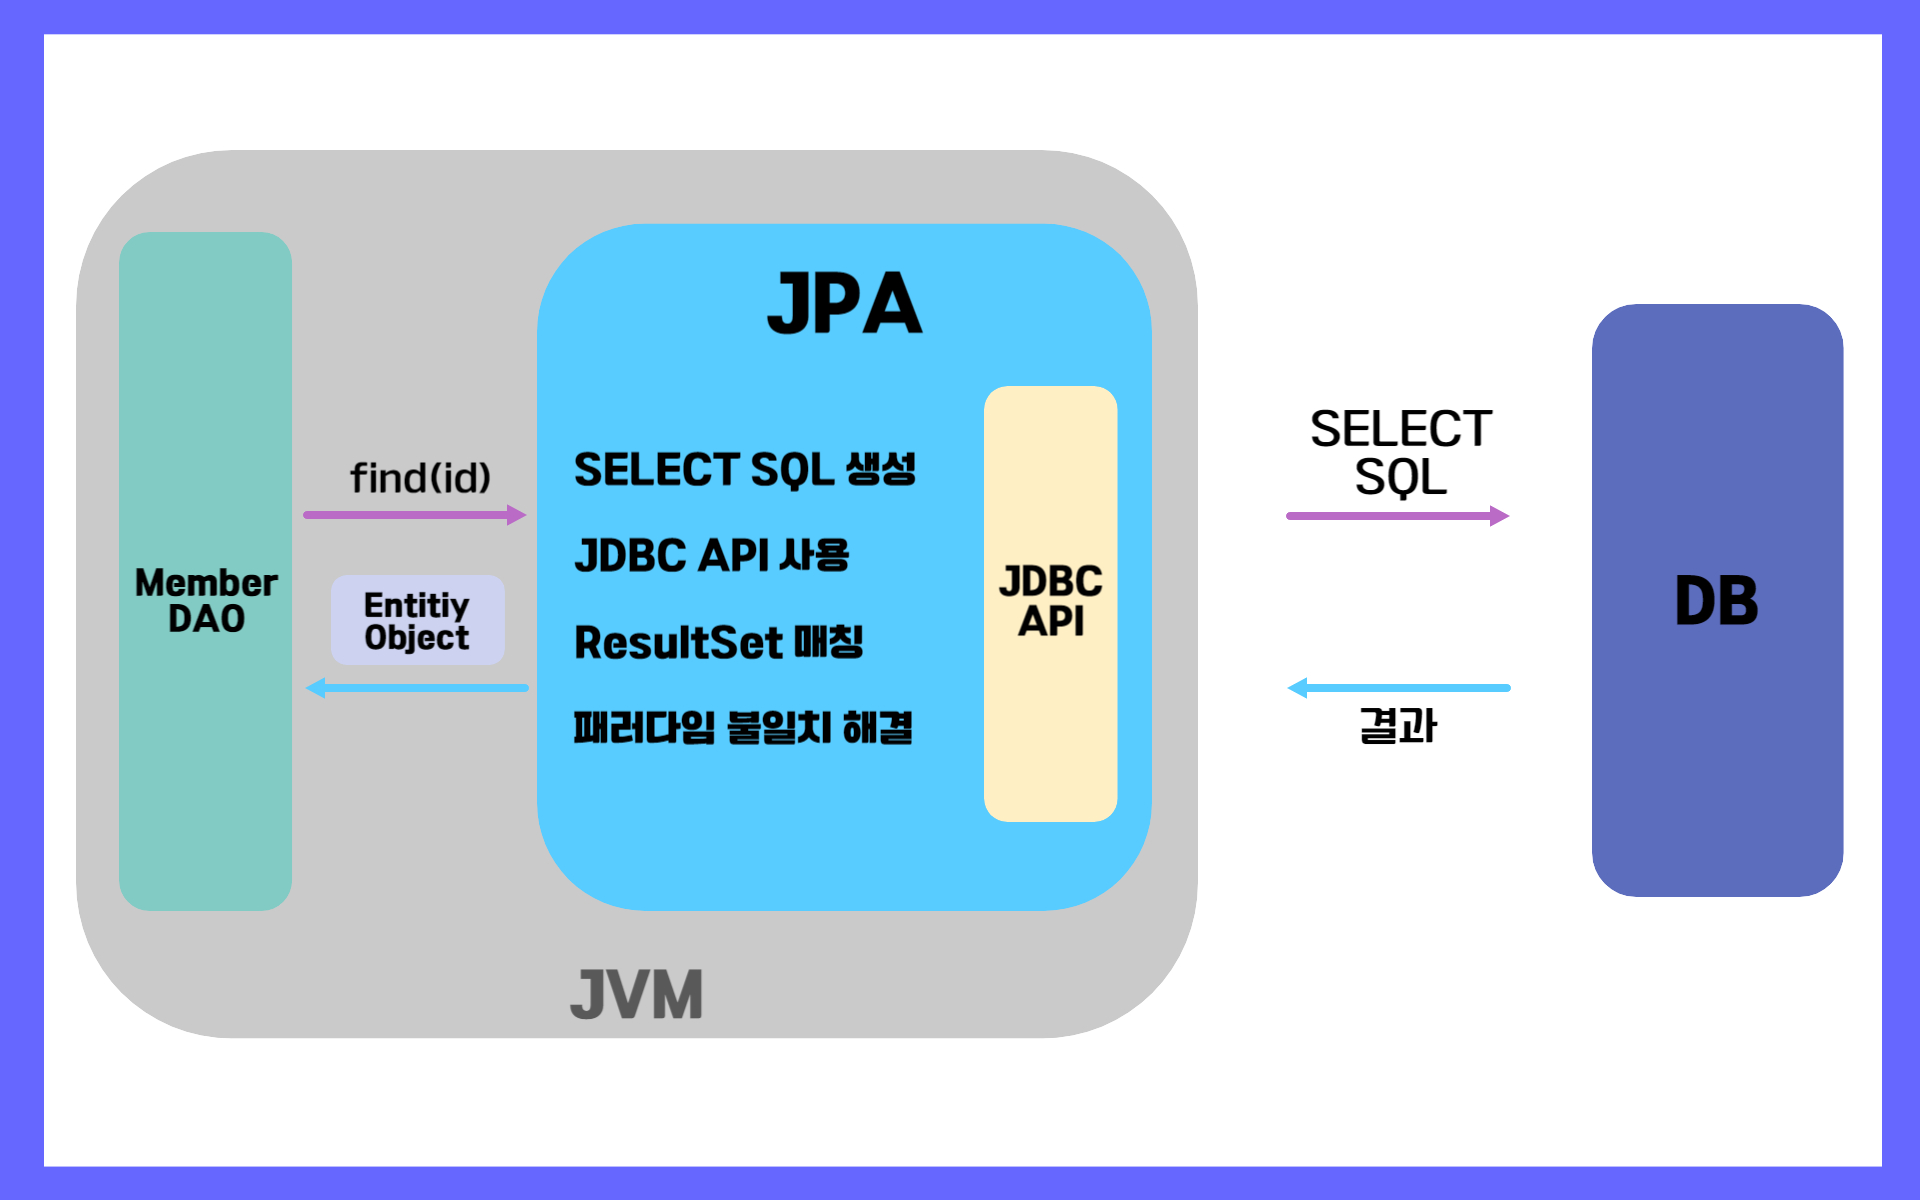 JPA
SELECT SQL 생성
JDBC API 사용
ResultSet 매칭
패러다임 불일치 해결
JDBC
API
find(id)
Entitiy
Object
Member
DAO
JVM
SELECT
SQL
결과
DB